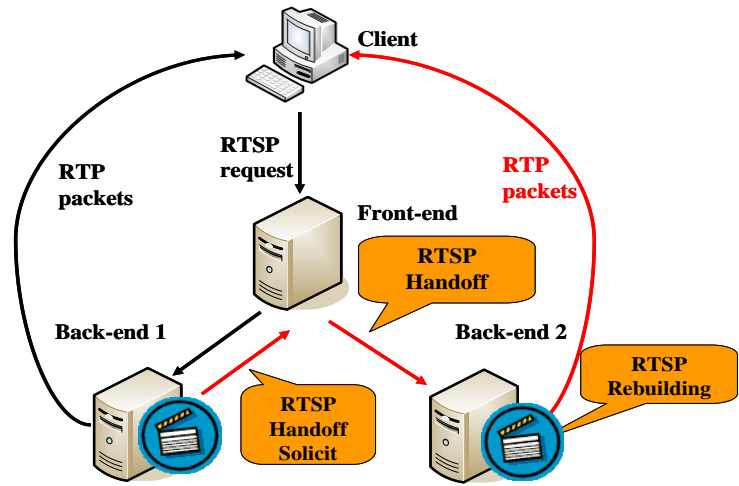 Client
RTSP
request
RTP
packets
RTP
packets
Front-end
RTSP
Handoff
Back-end 1
Back-end 2
RTSP
Rebuilding
RTSP
Handoff
Solicit